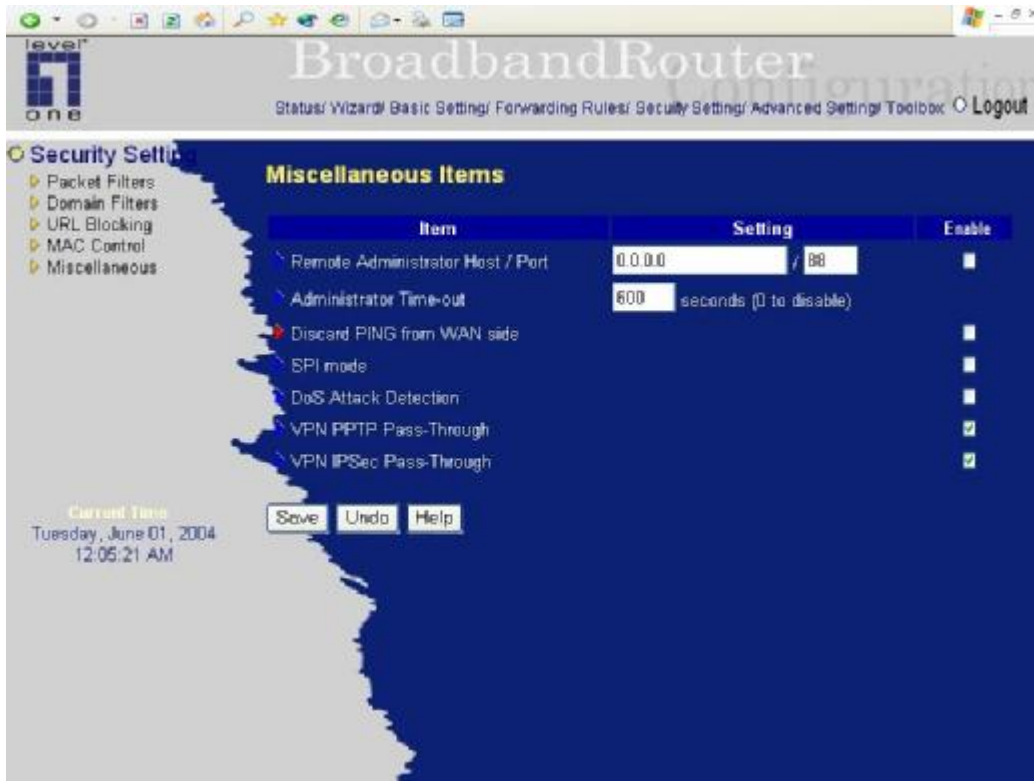 level
one
BroadbandRouter
Configuration
Status/ Wizard/ Basic Setting/ Forwarding Rules/ Security Setting/ Advanced Setting/ Toolbox Logout
Security Setting
Packet Filters
Domain Filters
URL Blocking
MAC Control
Miscellaneous
Miscellaneous Items
Item Setting Enable
Remote Administrator Host / Port 0.0.0.0 / 88
Administrator Time-out 600 seconds (0 to disable)
Discard PING from WAN side
SPI mode
DoS Attack Detection
VPN PPTP Pass-Through
VPN IPSec Pass-Through
Save Undo Help
Current Time
Tuesday, June 01, 2004
12:05:21 AM